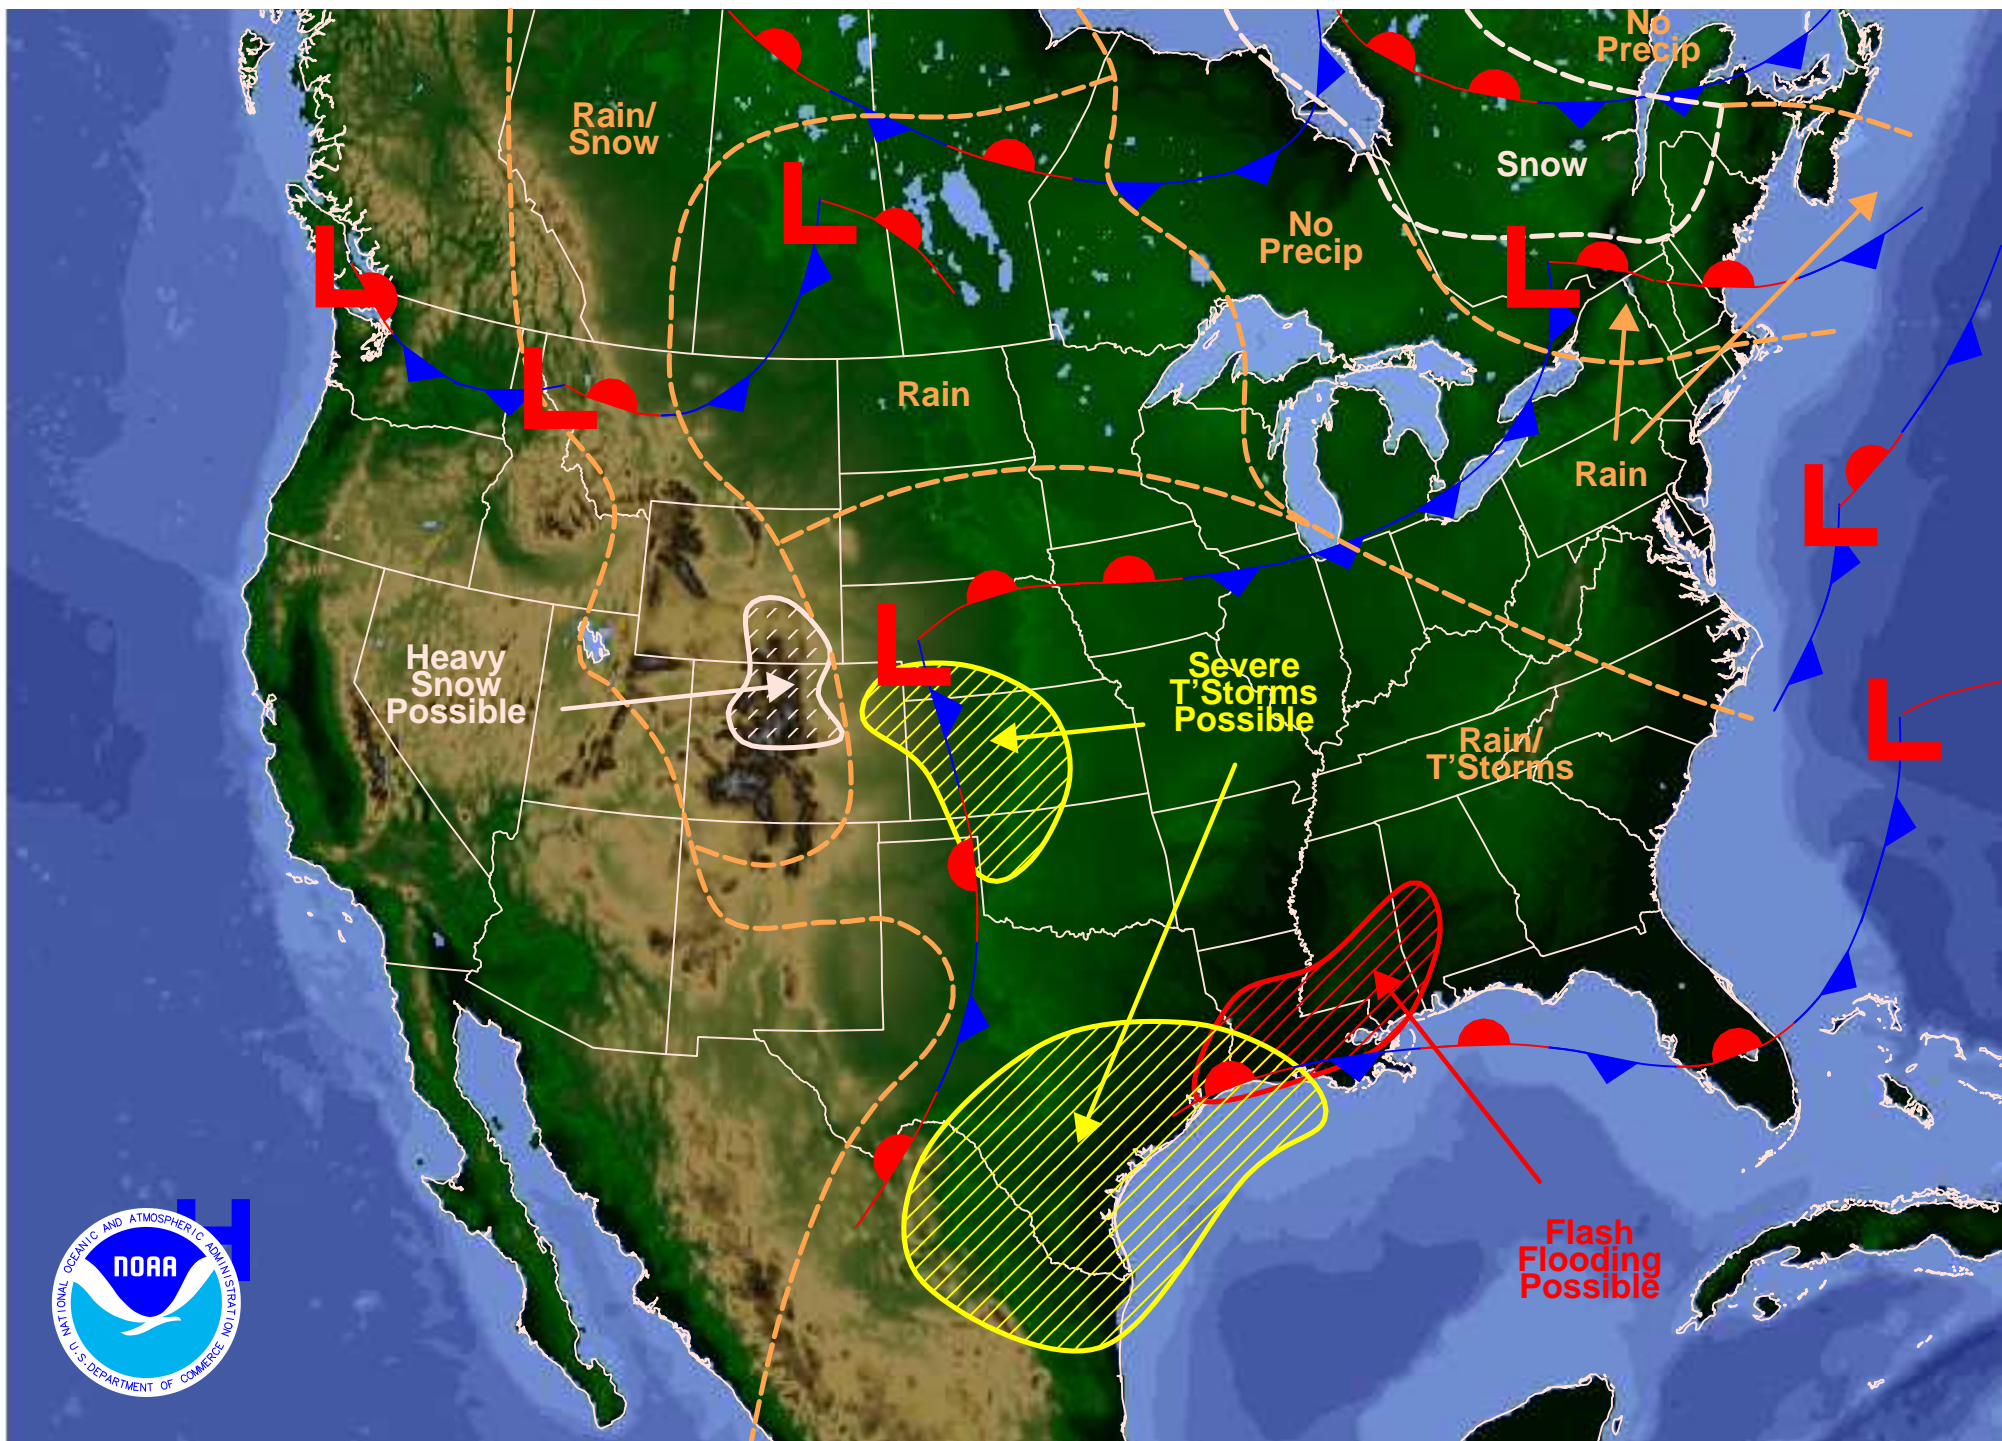 No
Precip
Rain/
Snow
Snow
No
Precip
L
L
L
L
Rain
Rain
L
L
Heavy
Snow
Possible
Severe
T'Storms
Possible
L
Rain/
T'Storms
H
Flash
Flooding
Possible
NATIONAL OCEANIC AND ATMOSPHERIC ADMINISTRATION
NOAA
U.S. DEPARTMENT OF COMMERCE